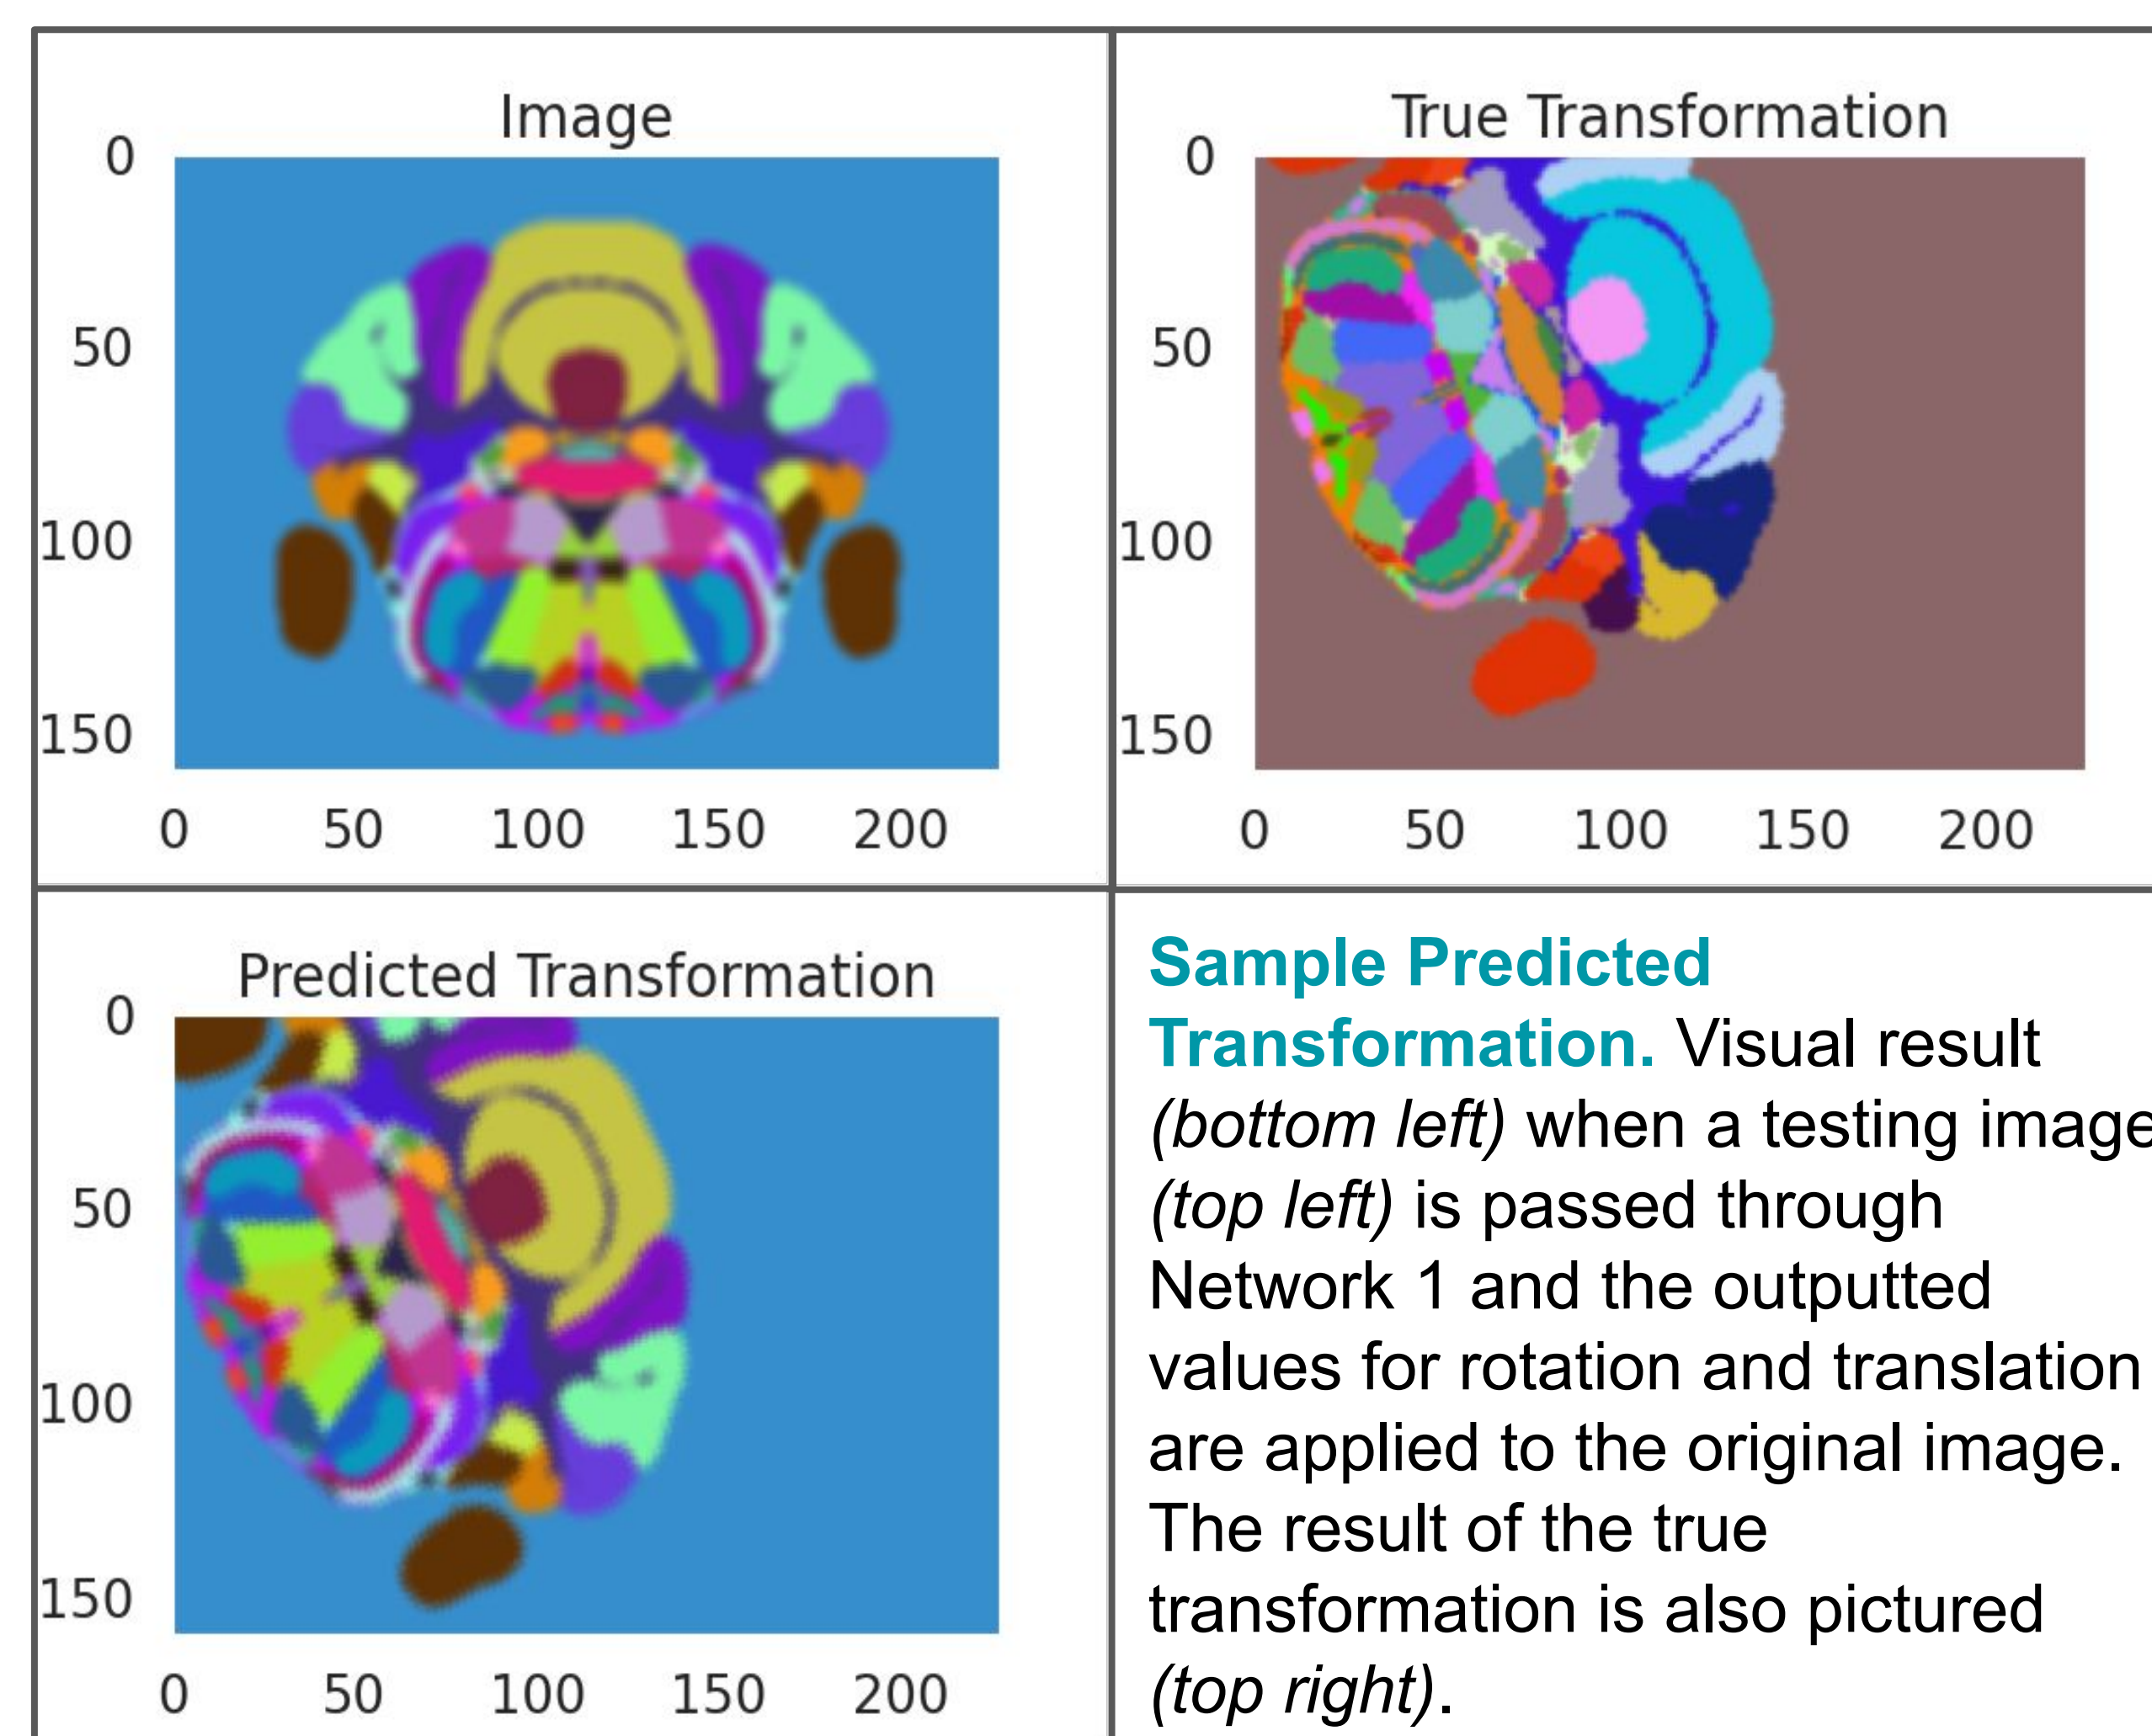 Image
0
50
100
150
0 50 100 150 200
True Transformation
0
50
100
150
0 50 100 150 200
Predicted Transformation
0
50
100
150
0 50 100 150 200
Sample Predicted
Transformation. Visual result
(bottom left) when a testing image
(top left) is passed through
Network 1 and the outputted
values for rotation and translation
are applied to the original image.
The result of the true
transformation is also pictured
(top right).